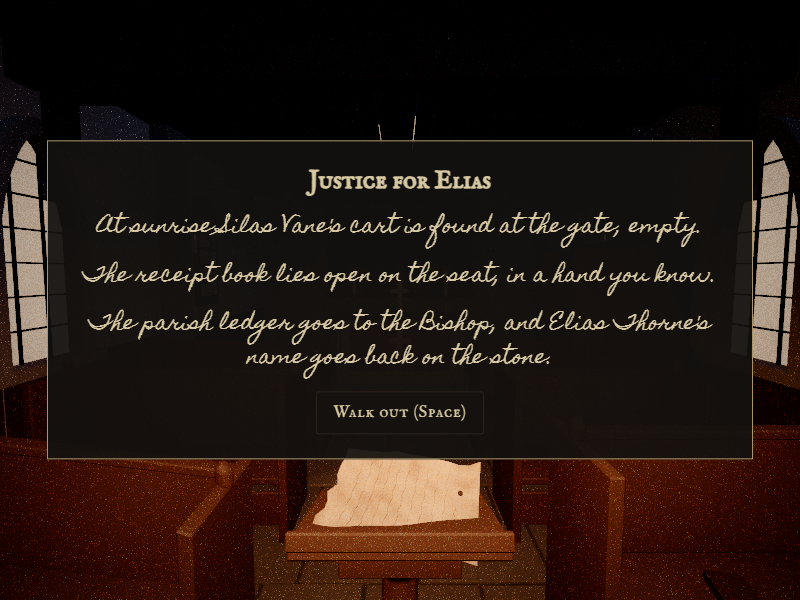 Justice for Elias
At sunrise Silas Vane's cart is found at the gate, empty.
The receipt book lies open on the seat, in a hand you know.
The parish ledger goes to the Bishop, and Elias Thorne's
name goes back on the stone.
Walk out (Space)